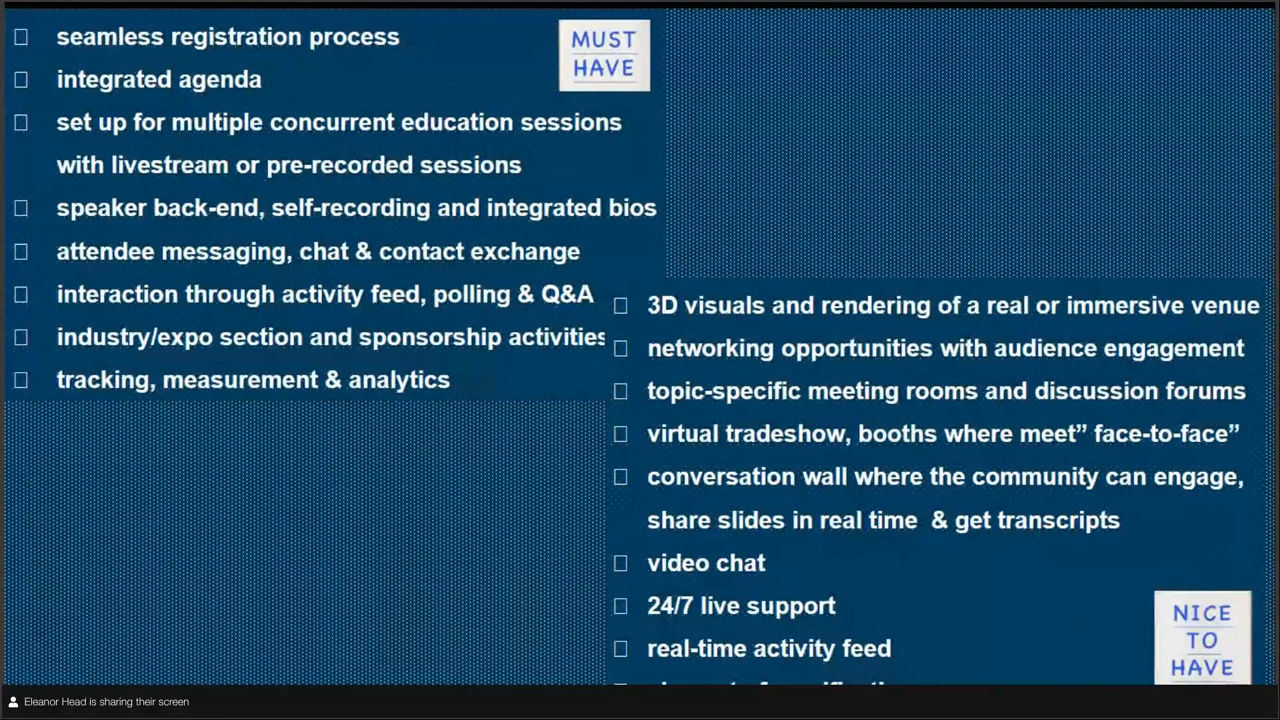 seamless registration process
integrated agenda
set up for multiple concurrent education sessions
with livestream or pre-recorded sessions
speaker back-end, self-recording and integrated bios
attendee messaging, chat & contact exchange
interaction through activity feed, polling & Q&A
industry/expo section and sponsorship activities
tracking, measurement & analytics
MUST
HAVE
3D visuals and rendering of a real or immersive venue
networking opportunities with audience engagement
topic-specific meeting rooms and discussion forums
virtual tradeshow, booths where meet” face-to-face”
conversation wall where the community can engage,
share slides in real time  & get transcripts
video chat
24/7 live support
real-time activity feed
NICE
TO
HAVE
Eleanor Head is sharing their screen